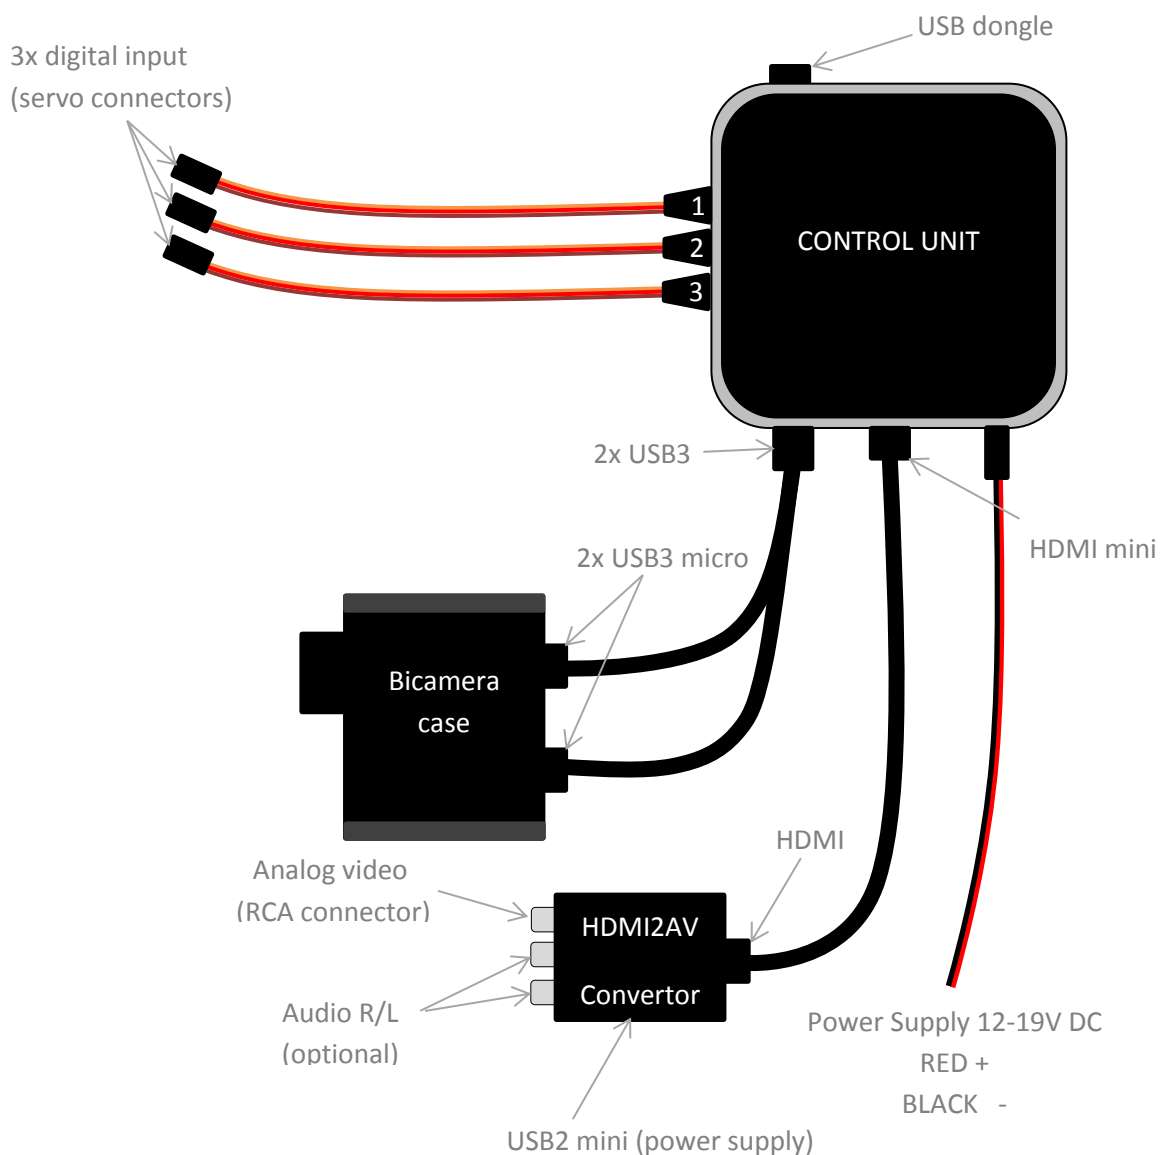 USB dongle
3x digital input
(servo connectors)
1
2
3
CONTROL UNIT
2x USB3
HDMI mini
2x USB3 micro
Bicamera
case
HDMI
Analog video
(RCA connector)
HDMI2AV
Convertor
Audio R/L
(optional)
Power Supply 12-19V DC
RED +
BLACK -
USB2 mini (power supply)